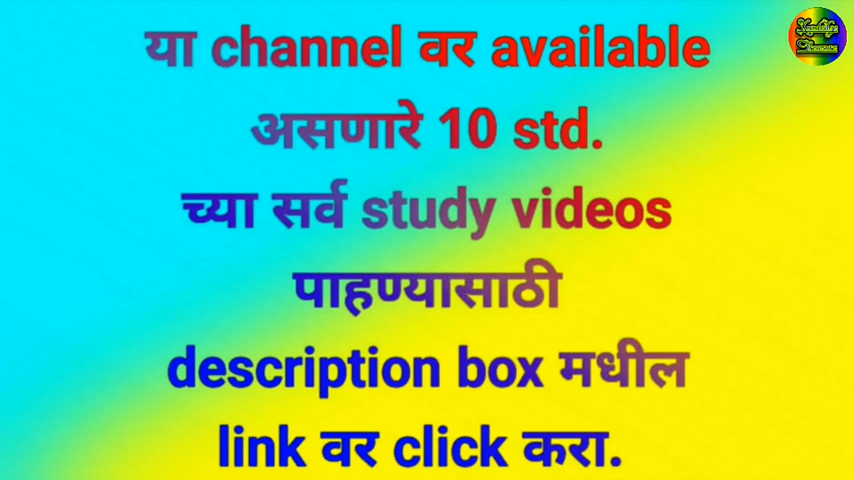 या channel वर available
असणारे 10 std.
च्या सर्व study videos
पाहण्यासाठी
description box मधील
link वर click करा.